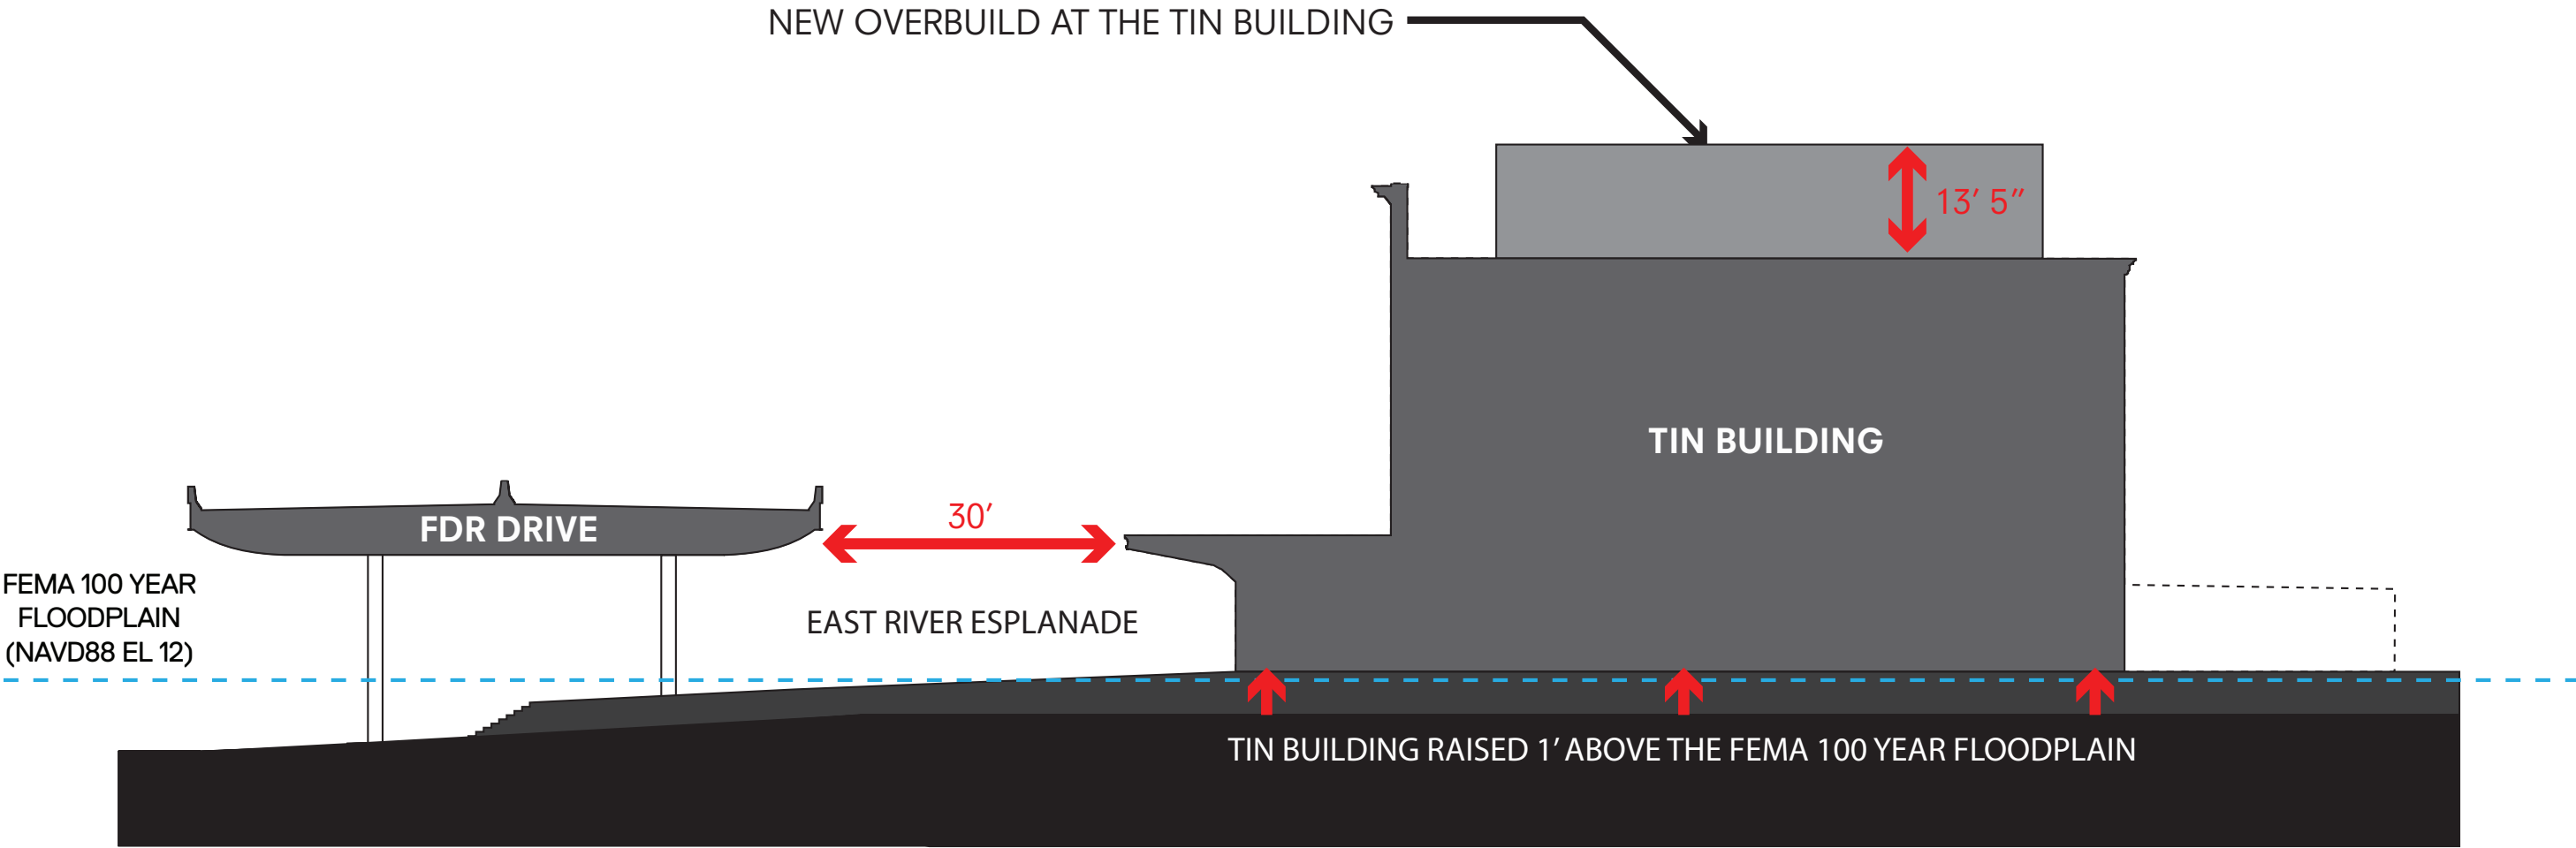 NEW OVERBUILD AT THE TIN BUILDING
13′ 5″
TIN BUILDING
30′
FDR DRIVE
FEMA 100 YEAR
FLOODPLAIN
(NAVD88 EL 12)
EAST RIVER ESPLANADE
TIN BUILDING RAISED 1′ ABOVE THE FEMA 100 YEAR FLOODPLAIN